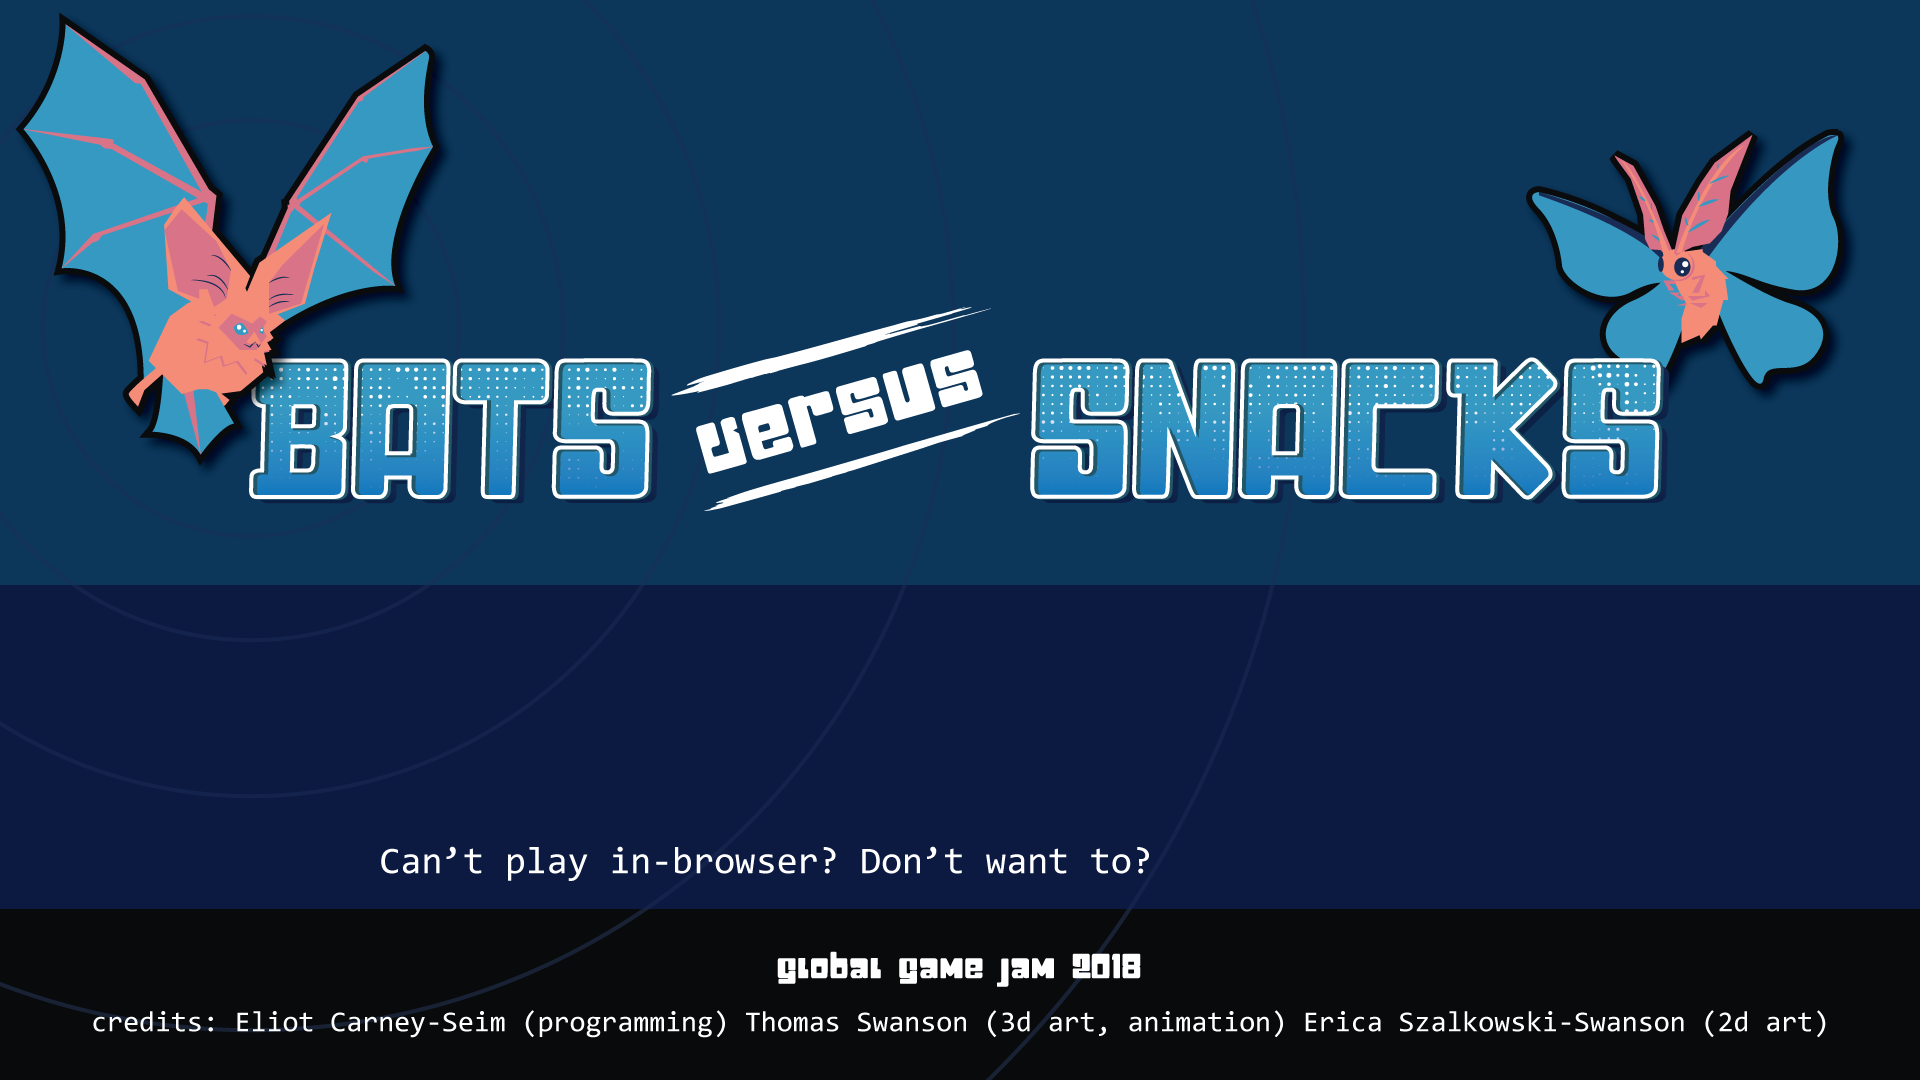 BATS versus SNACKS
Can’t play in-browser? Don’t want to?
global game jam 2018
credits: Eliot Carney-Seim (programming) Thomas Swanson (3d art, animation) Erica Szalkowski-Swanson (2d art)